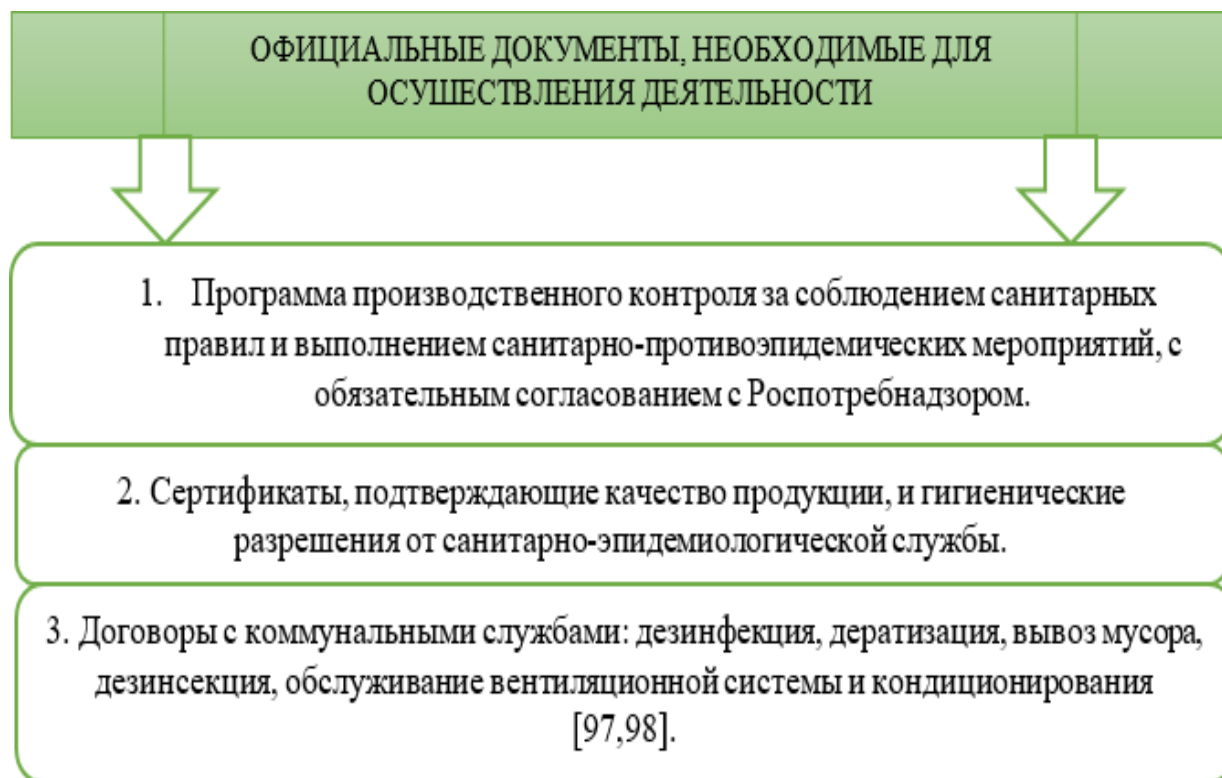 ОФИЦИАЛЬНЫЕ ДОКУМЕНТЫ, НЕОБХОДИМЫЕ ДЛЯ
ОСУЩЕСТВЛЕНИЯ ДЕЯТЕЛЬНОСТИ
1. Программа производственного контроля за соблюдением санитарных
правил и выполнением санитарно-противоэпидемических мероприятий, с
обязательным согласованием с Роспотребнадзором.
2. Сертификаты, подтверждающие качество продукции, и гигиенические
разрешения от санитарно-эпидемиологической службы.
3. Договоры с коммунальными службами: дезинфекция, дератизация, вывоз мусора,
дезинсекция, обслуживание вентиляционной системы и кондиционирования
[97,98].